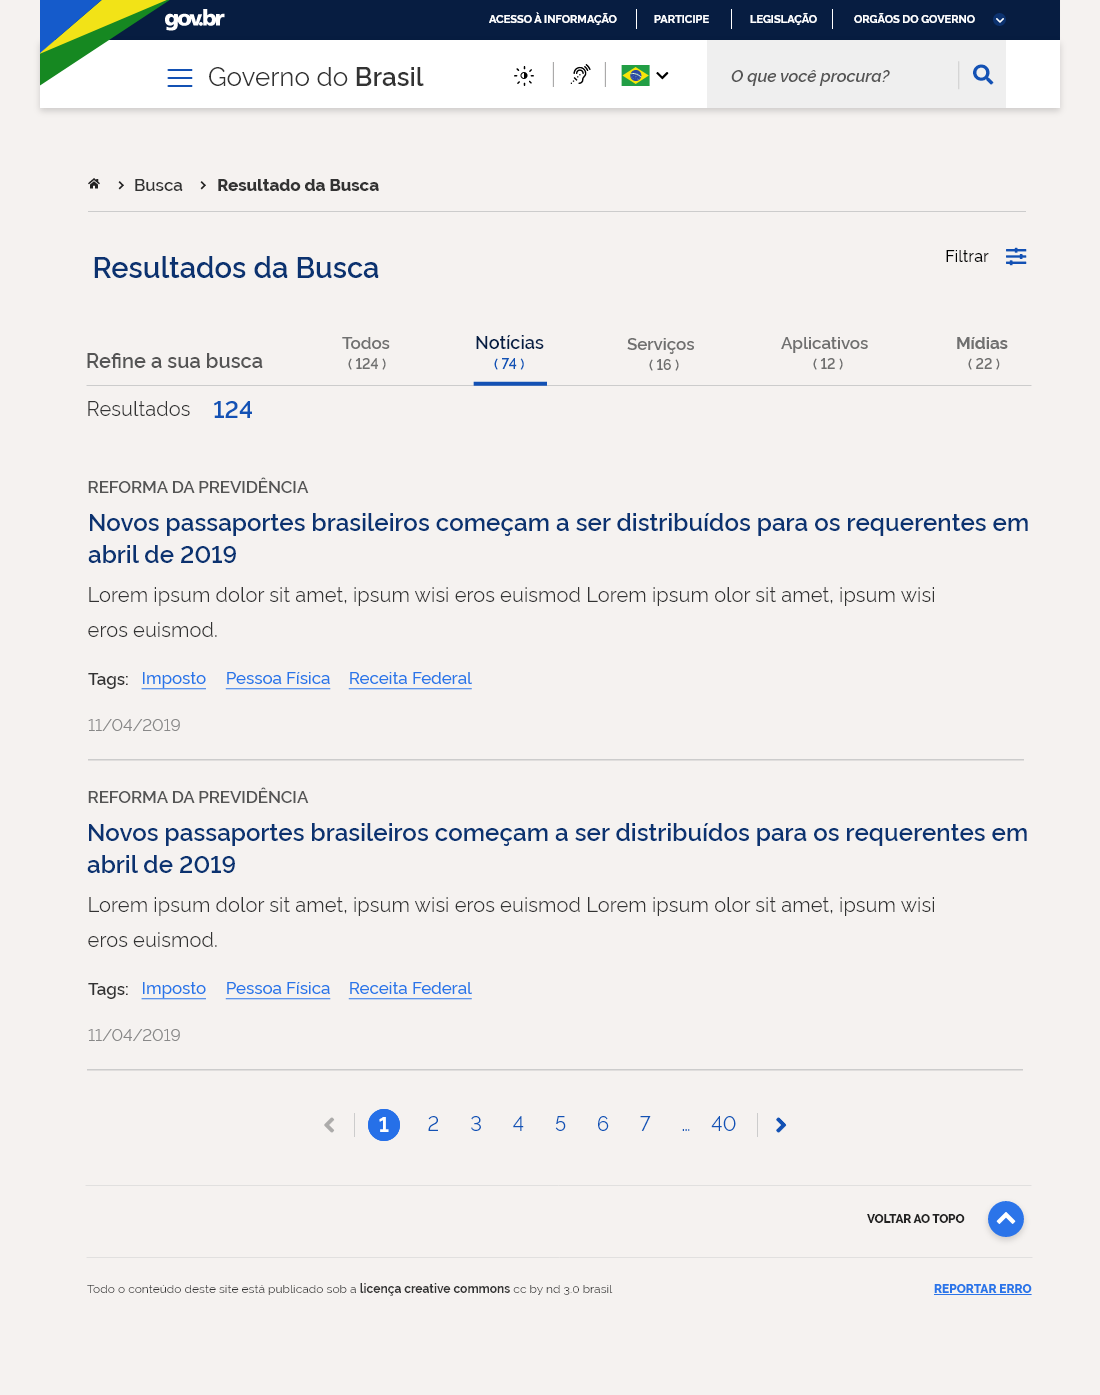 gov.br
ACESSO À INFORMAÇÃO
PARTICIPE
LEGISLAÇÃO
ORGÃOS DO GOVERNO
Governo do Brasil
O que você procura?
Busca
Resultado da Busca
Resultados da Busca
Filtrar
Refine a sua busca
Todos
( 124 )
Notícias
( 74 )
Serviços
( 16 )
Aplicativos
( 12 )
Mídias
( 22 )
Resultados 124
REFORMA DA PREVIDÊNCIA
Novos passaportes brasileiros começam a ser distribuídos para os requerentes em
abril de 2019
Lorem ipsum dolor sit amet, ipsum wisi eros euismod Lorem ipsum olor sit amet, ipsum wisi
eros euismod.
Tags: Imposto Pessoa Física Receita Federal
11/04/2019
REFORMA DA PREVIDÊNCIA
Novos passaportes brasileiros começam a ser distribuídos para os requerentes em
abril de 2019
Lorem ipsum dolor sit amet, ipsum wisi eros euismod Lorem ipsum olor sit amet, ipsum wisi
eros euismod.
Tags: Imposto Pessoa Física Receita Federal
11/04/2019
1 2 3 4 5 6 7 ... 40
VOLTAR AO TOPO
Todo o conteúdo deste site está publicado sob a licença creative commons cc by nd 3.0 brasil
REPORTAR ERRO